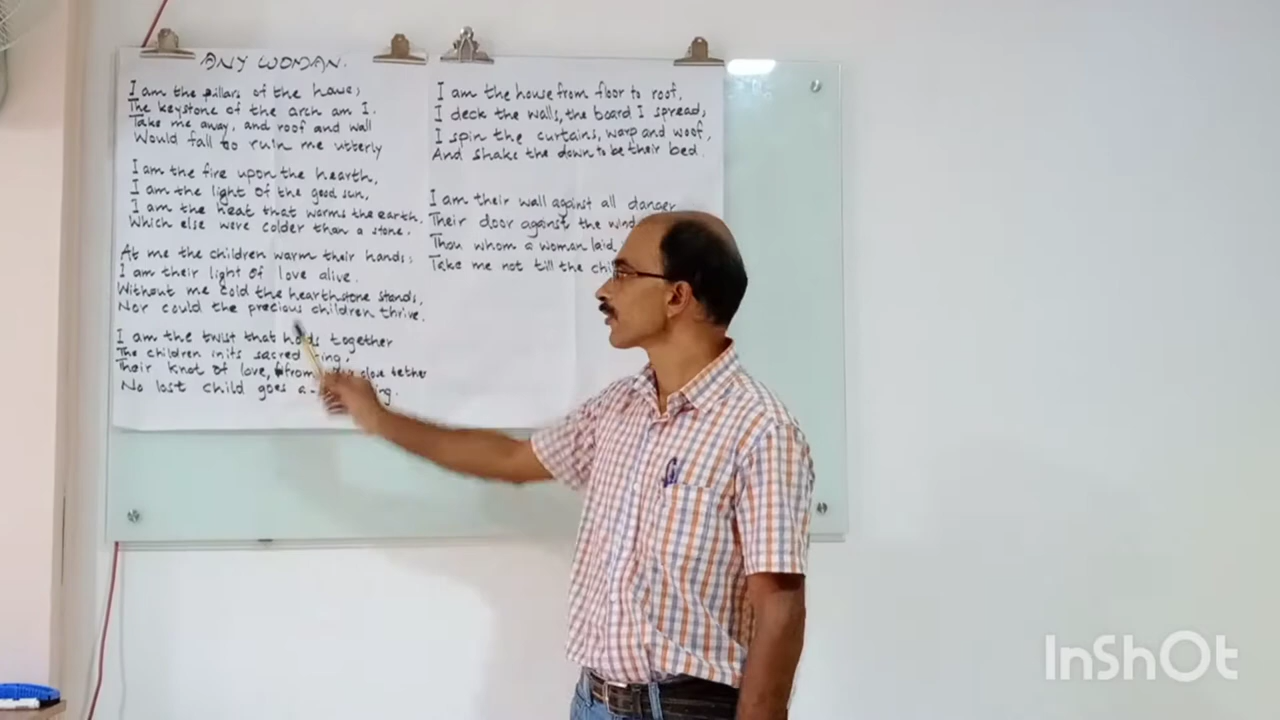 ANY WOMAN.
I am the pillars of the house;
The keystone of the arch am I.
Take me away, and roof and wall
Would fall to ruin me utterly
I am the fire upon the hearth,
I am the light of the good sun,
I am the heat that warms the earth.
Which else were colder than a stone.
At me the children warm their hands;
I am their light of love alive.
Without me cold the hearthstone stands,
Nor could the precious children thrive.
I am the twist that holds together
The children in its sacred ring,
Their knot of love, from close tether
No lost child goes a-
I am the house from floor to roof,
I deck the walls, the board I spread,
I spin the curtains, warp and woof,
And shake the down to be their bed.
I am their wall against all danger
Their door against the wind
Thou whom a woman laid
Take me not till the
InShOt